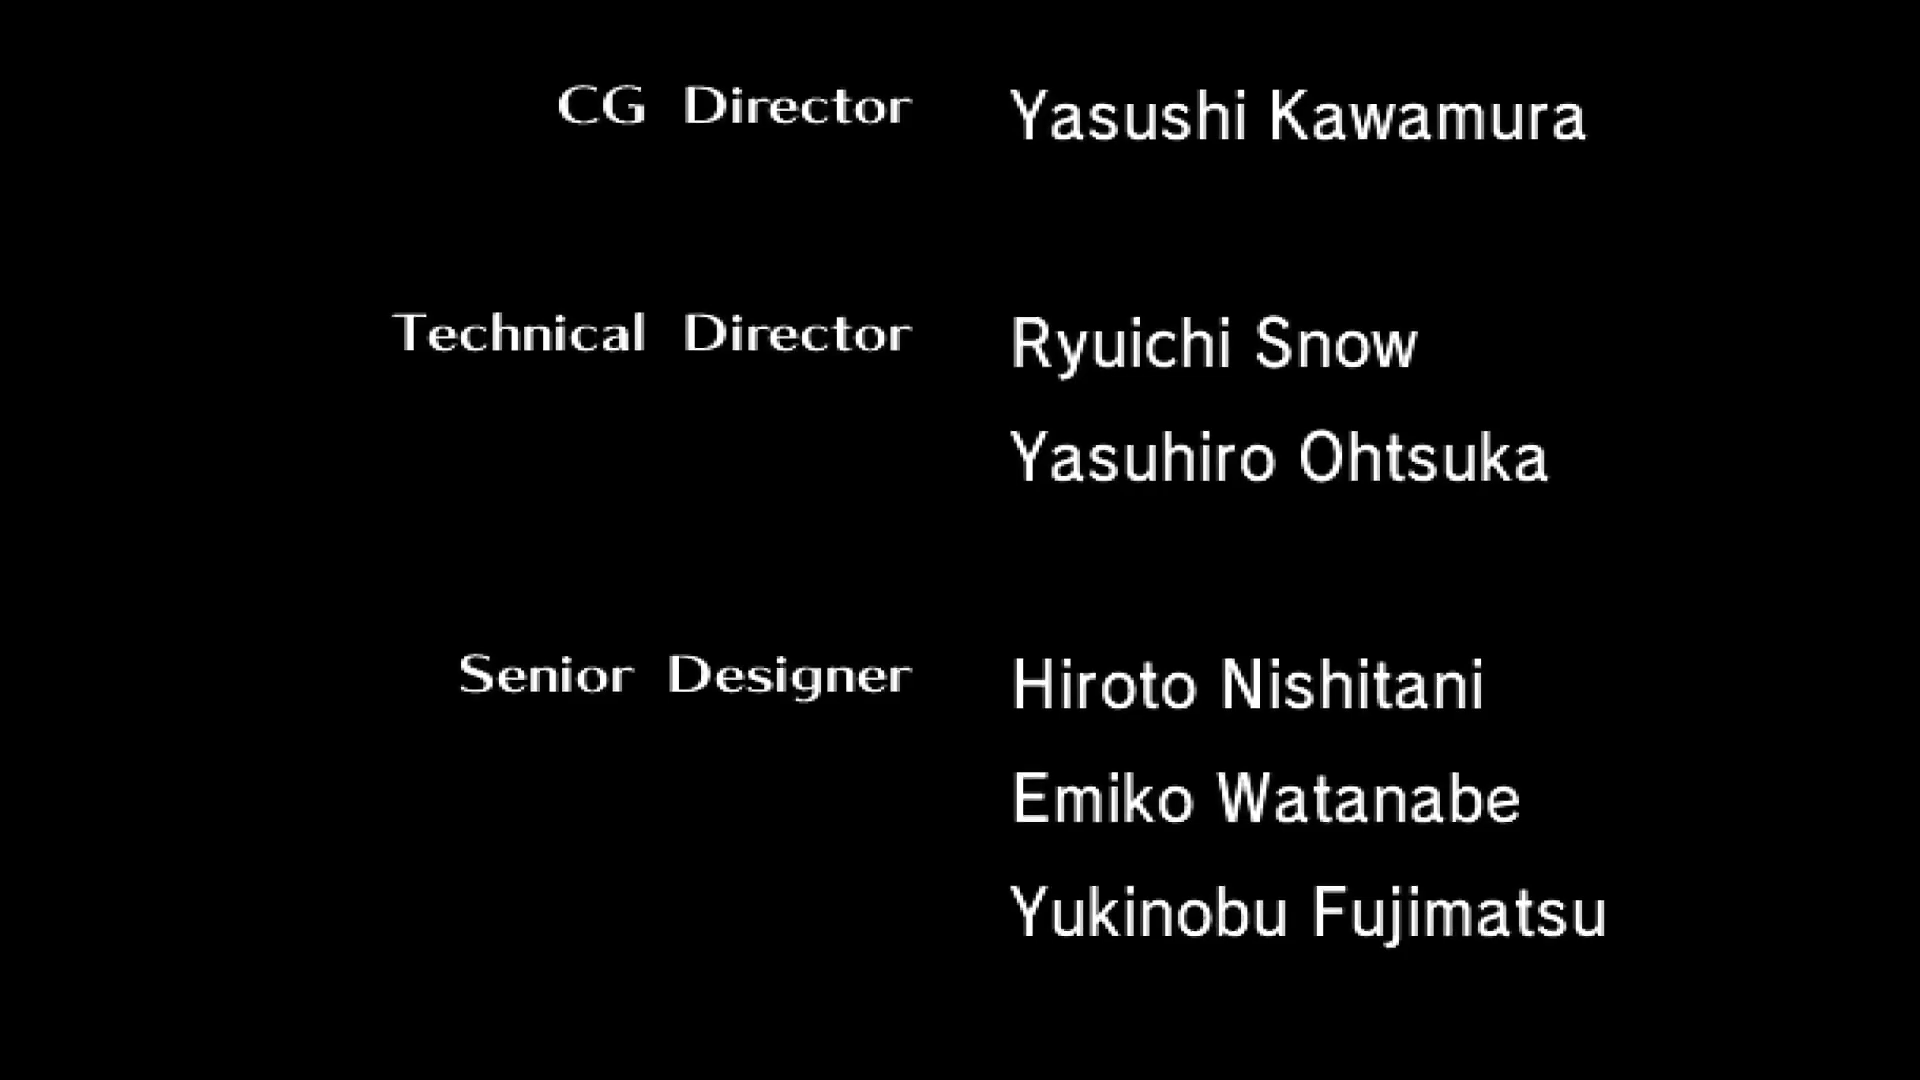 CG Director Yasushi Kawamura
Technical Director Ryuichi Snow
Yasuhiro Ohtsuka
Senior Designer Hiroto Nishitani
Emiko Watanabe
Yukinobu Fujimatsu